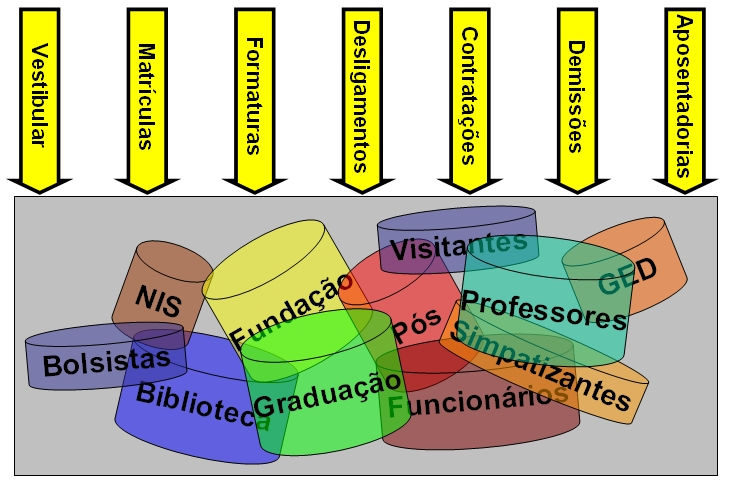 Vestibular
Matrículas
Formaturas
Desligamentos
Contratações
Demissões
Aposentadorias
Visitantes
GED
NIS
Fundação
Pós
Professores
Simpatizantes
Bolsistas
Biblioteca
Graduação
Funcionários